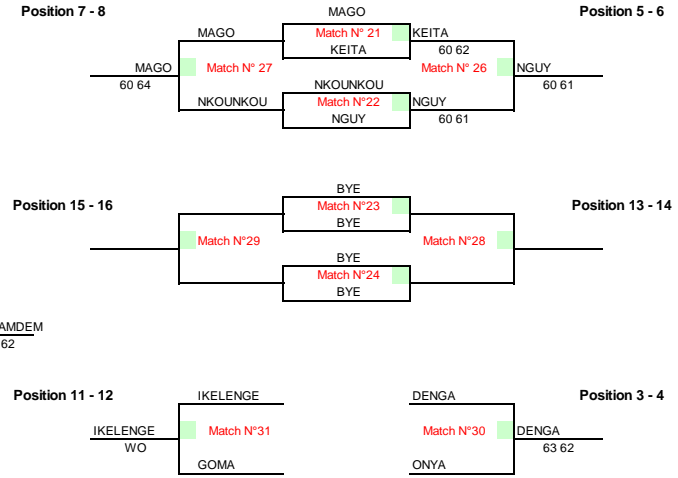 Position 7 - 8 MAGO Position 5 - 6
MAGO Match N° 21 KEITA
KEITA 60 62
MAGO Match N° 27 Match N° 26 NGUY
60 64 NKOUNKOU 60 61
NKOUNKOU Match N°22 NGUY
NGUY 60 61
BYE
Position 15 - 16 Match N°23 Position 13 - 14
BYE
Match N°29 Match N°28
BYE
Match N°24
BYE
AMDEM
62
Position 11 - 12 IKELENGE DENGA Position 3 - 4
IKELENGE Match N°31 Match N°30 DENGA
WO 63 62
GOMA ONYA